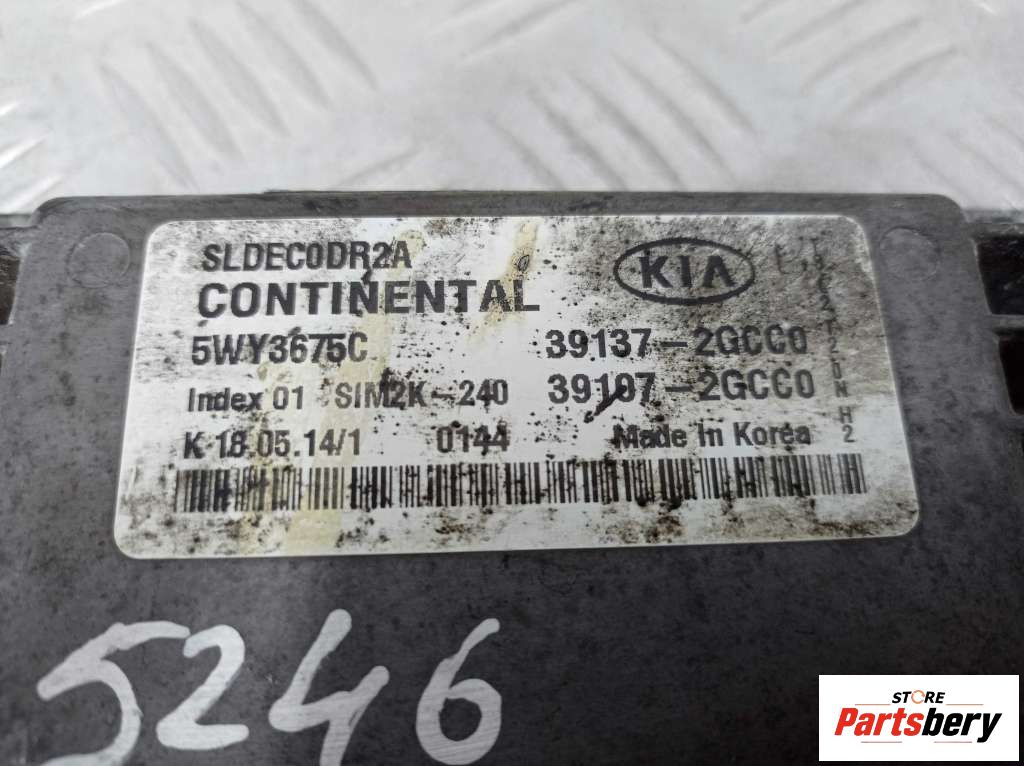 SLDEC0DR2A
CONTINENTAL
KIA
5WY3675C 39137-2GCC0
Index 01 SIM2K-240 39107-2GCC0
K 18.05.14/1 0144 Made In Korea
H2
5246
STORE
Partsbery